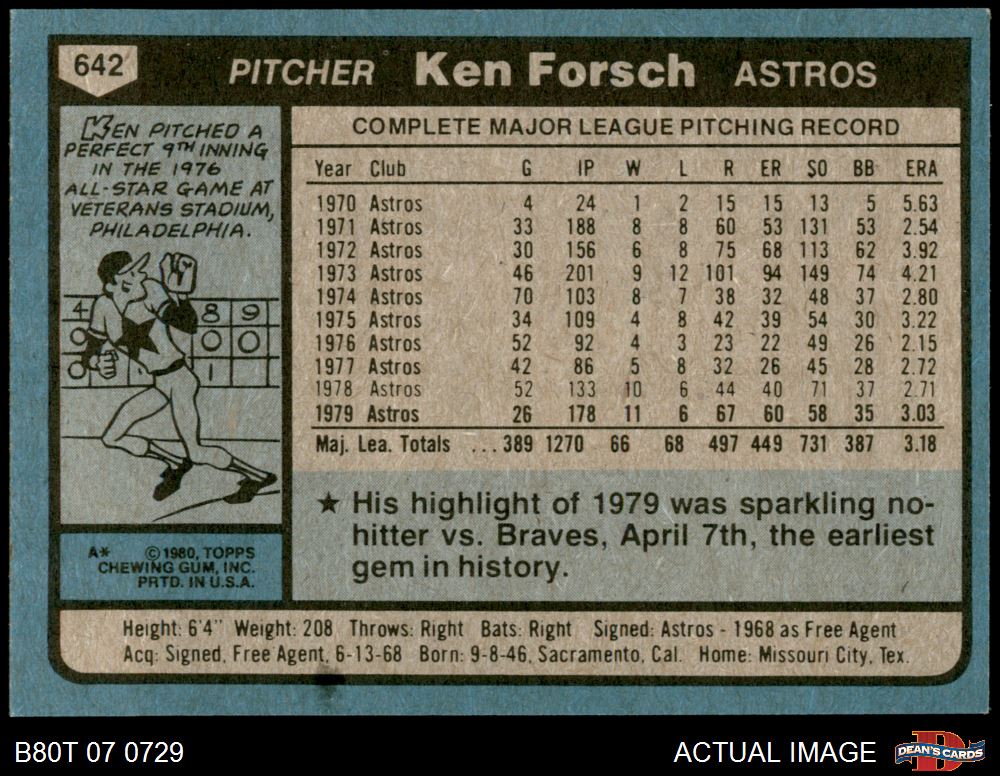 642
PITCHER Ken Forsch ASTROS
KEN PITCHED A
PERFECT 9TH INNING
IN THE 1976
ALL-STAR GAME AT
VETERANS STADIUM,
PHILADELPHIA.
4 8 9
0 0 0
0 1
COMPLETE MAJOR LEAGUE PITCHING RECORD
Year Club G IP W L R ER SO BB ERA
1970 Astros 4 24 1 2 15 15 13 5 5.63
1971 Astros 33 188 8 8 60 53 131 53 2.54
1972 Astros 30 156 6 8 75 68 113 62 3.92
1973 Astros 46 201 9 12 101 94 149 74 4.21
1974 Astros 70 103 8 7 38 32 48 37 2.80
1975 Astros 34 109 4 8 42 39 54 30 3.22
1976 Astros 52 92 4 3 23 22 49 26 2.15
1977 Astros 42 86 5 8 32 26 45 28 2.72
1978 Astros 52 133 10 6 44 40 71 37 2.71
1979 Astros 26 178 11 6 67 60 58 35 3.03
Maj. Lea. Totals ... 389 1270 66 68 497 449 731 387 3.18
★ His highlight of 1979 was sparkling no-
hitter vs. Braves, April 7th, the earliest
gem in history.
A* ©1980, TOPPS
CHEWING GUM, INC.
PRTD. IN U.S.A.
Height: 6'4" Weight: 208 Throws: Right Bats: Right Signed: Astros - 1968 as Free Agent
Acq: Signed, Free Agent, 6-13-68 Born: 9-8-46, Sacramento, Cal. Home: Missouri City, Tex.
B80T 07 0729
ACTUAL IMAGE
DEAN'S CARDS